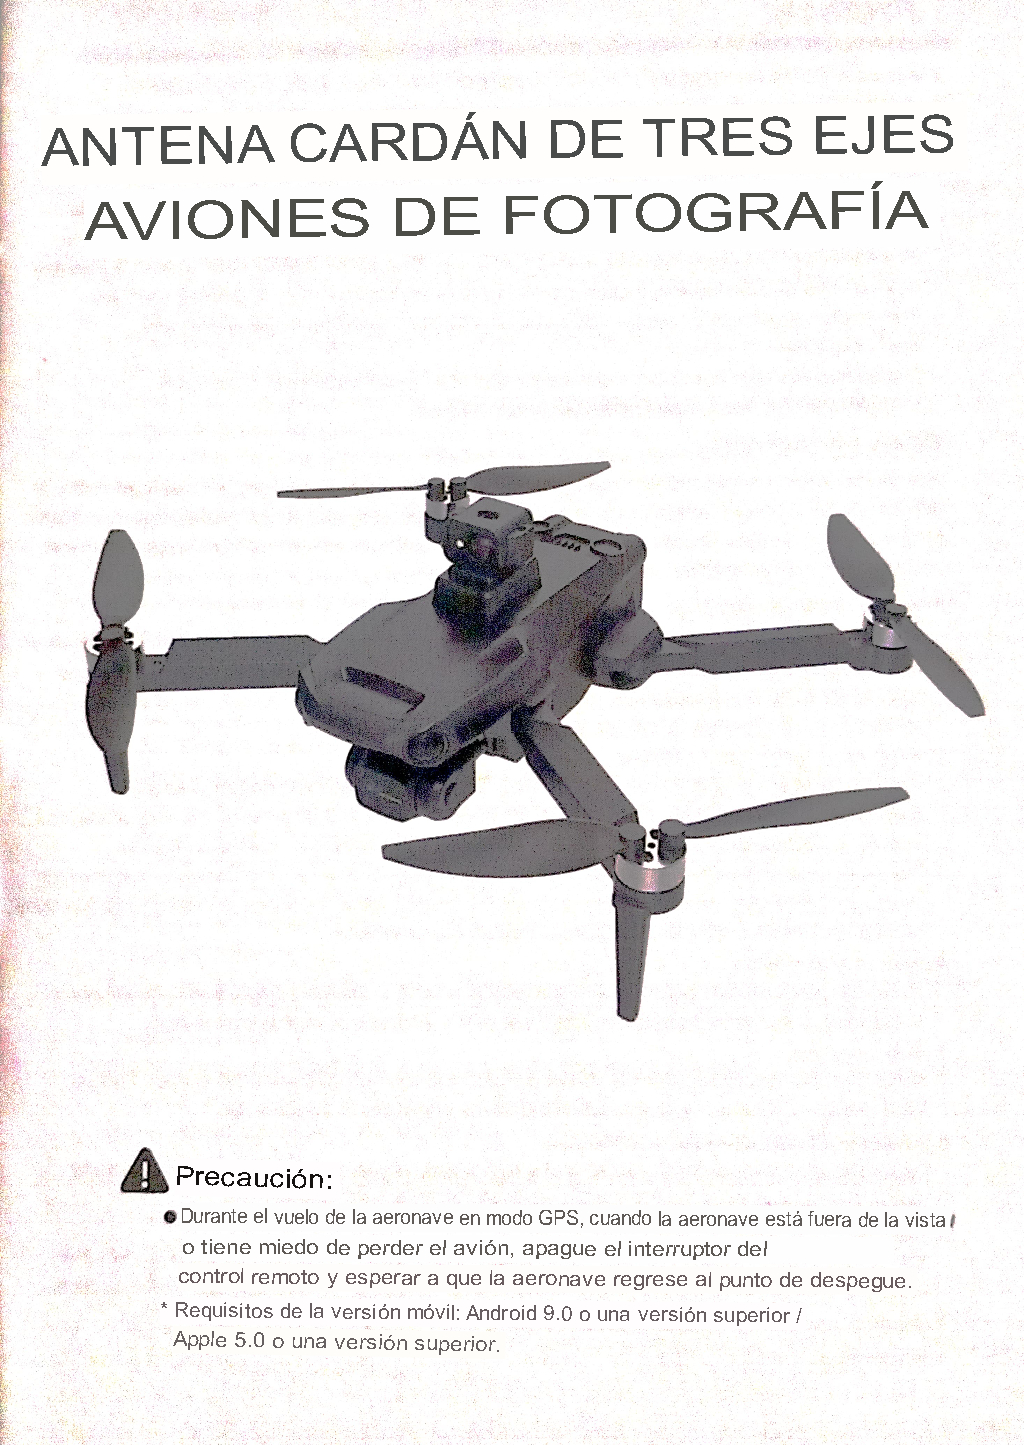 ANTENA CARDÁN DE TRES EJES
AVIONES DE FOTOGRAFÍA
Precaución:
● Durante el vuelo de la aeronave en modo GPS, cuando la aeronave está fuera de la vista /
o tiene miedo de perder el avión, apague el interruptor del
control remoto y esperar a que la aeronave regrese al punto de despegue.
* Requisitos de la versión móvil: Android 9.0 o una versión superior /
Apple 5.0 o una versión superior.